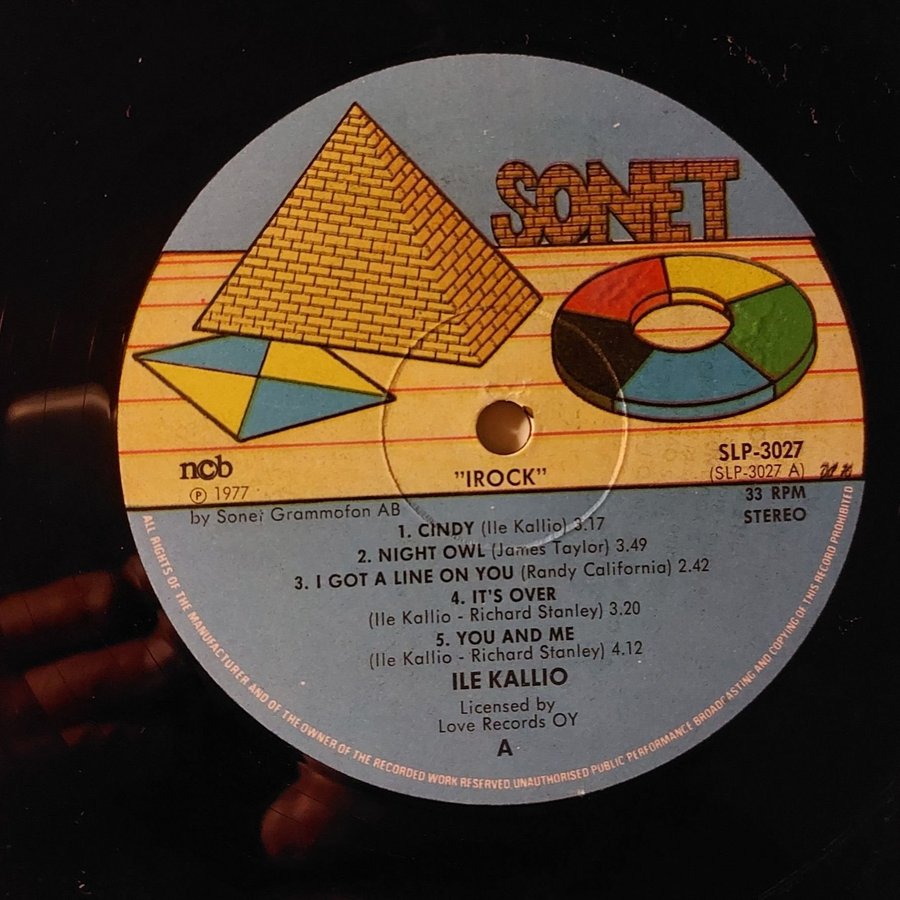 SONET
ncb
"IROCK"
SLP-3027
(SLP-3027 A)
℗ 1977
by Sonet Grammofon AB
33 RPM
STEREO
1. CINDY (Ile Kallio) 3.17
2. NIGHT OWL (James Taylor) 3.49
3. I GOT A LINE ON YOU (Randy California) 2.42
4. IT'S OVER
(Ile Kallio - Richard Stanley) 3.20
5. YOU AND ME
(Ile Kallio - Richard Stanley) 4.12
ILE KALLIO
Licensed by
Love Records OY
A
ALL RIGHTS OF THE MANUFACTURER AND OF THE OWNER OF THE RECORDED WORK RESERVED. UNAUTHORISED PUBLIC PERFORMANCE BROADCASTING AND COPYING OF THIS RECORD PROHIBITED